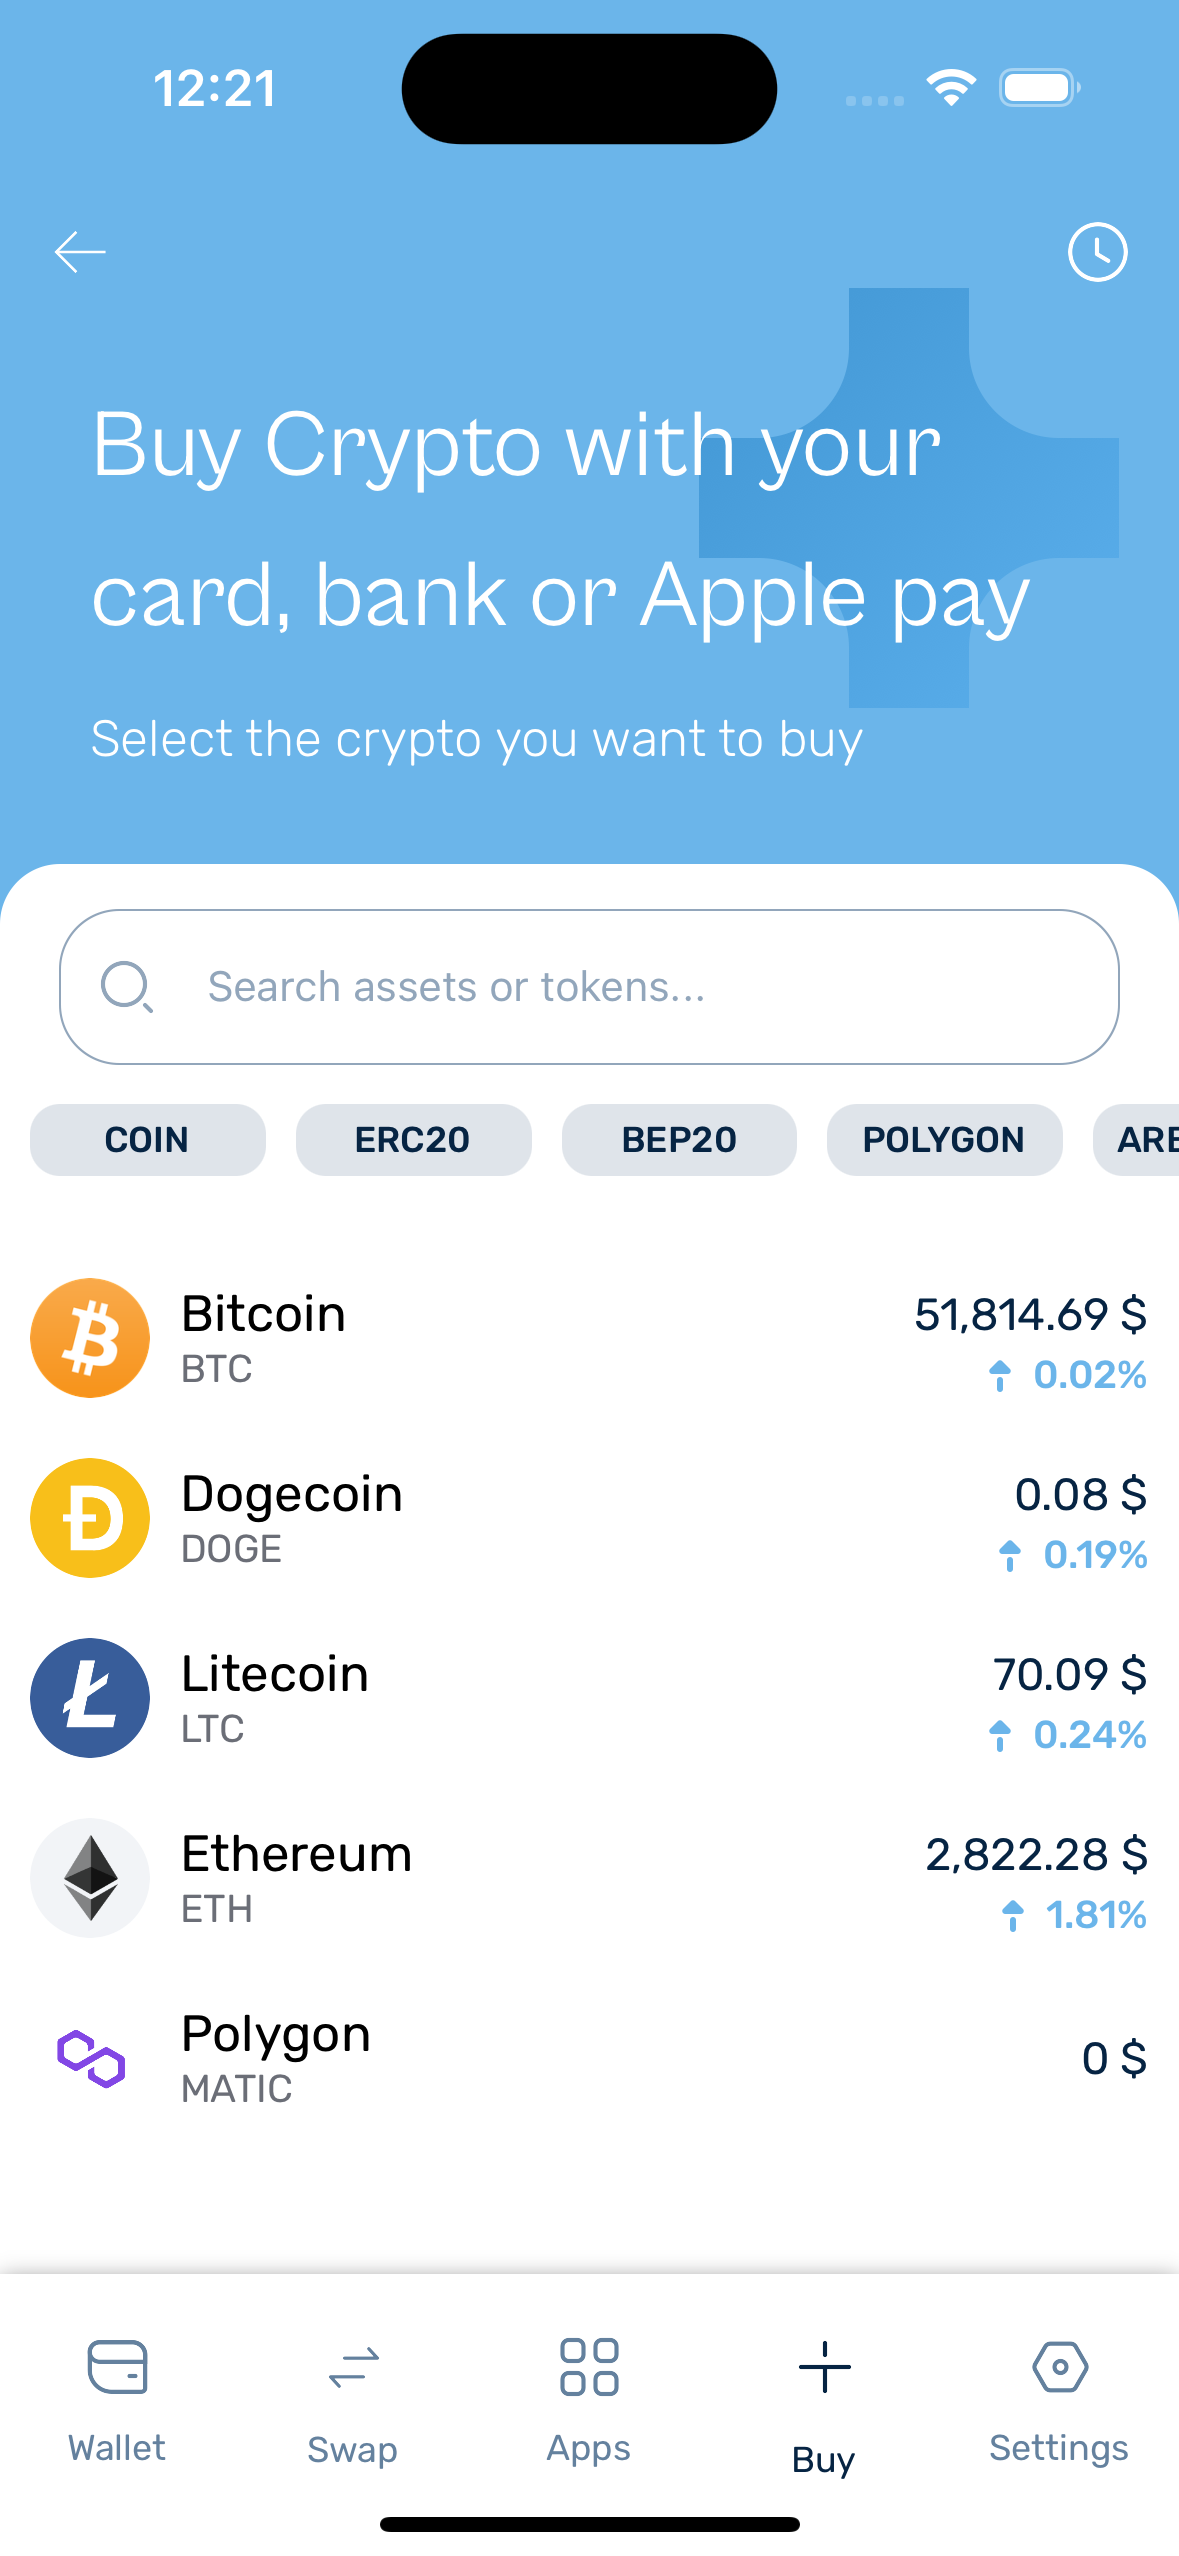 12:21
Buy Crypto with your
card, bank or Apple pay
Select the crypto you want to buy
Search assets or tokens...
COIN ERC20 BEP20 POLYGON
Bitcoin 51,814.69 $
BTC 0.02%
Dogecoin 0.08 $
DOGE 0.19%
Litecoin 70.09 $
LTC 0.24%
Ethereum 2,822.28 $
ETH 1.81%
Polygon 0 $
MATIC
Wallet Swap Apps Buy Settings